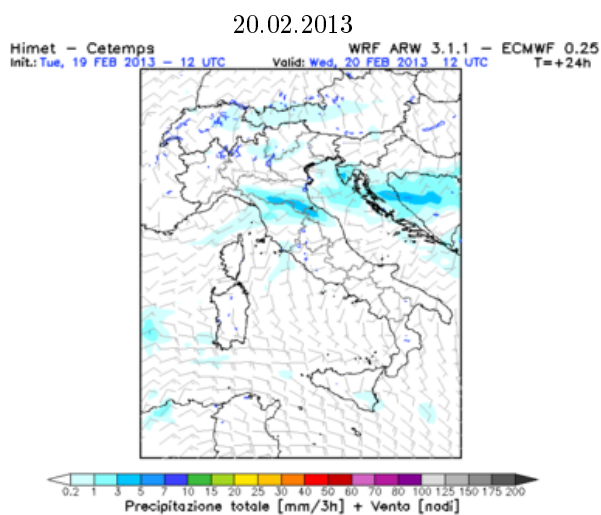 20.02.2013
Himet – Cetemps WRF ARW 3.1.1 – ECMWF 0.25
Init.: Tue, 19 FEB 2013 – 12 UTC Valid: Wed, 20 FEB 2013 12 UTC T=+24h
0.2 1 3 5 7 10 15 20 25 30 40 50 60 70 80 100 125 150 175 200
Precipitazione totale [mm/3h] + Vento [nodi]